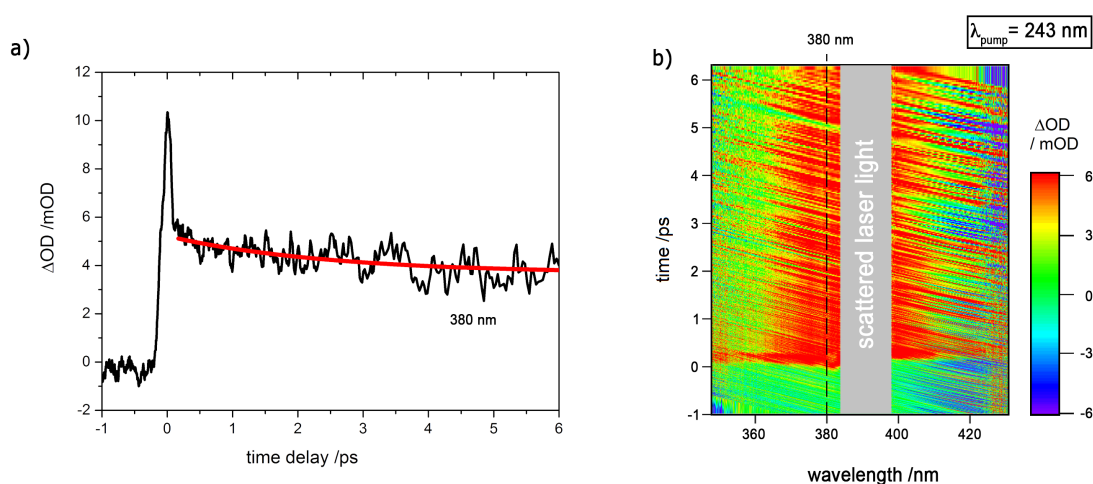 a)
12
10
8
6
4
2
0
-2
ΔOD /mOD
380 nm
-1 0 1 2 3 4 5 6
time delay /ps
λpump= 243 nm
b)
380 nm
6
5
4
3
2
1
0
-1
time /ps
scattered laser light
360 380 400 420
wavelength /nm
ΔOD
/ mOD
6
3
0
-3
-6